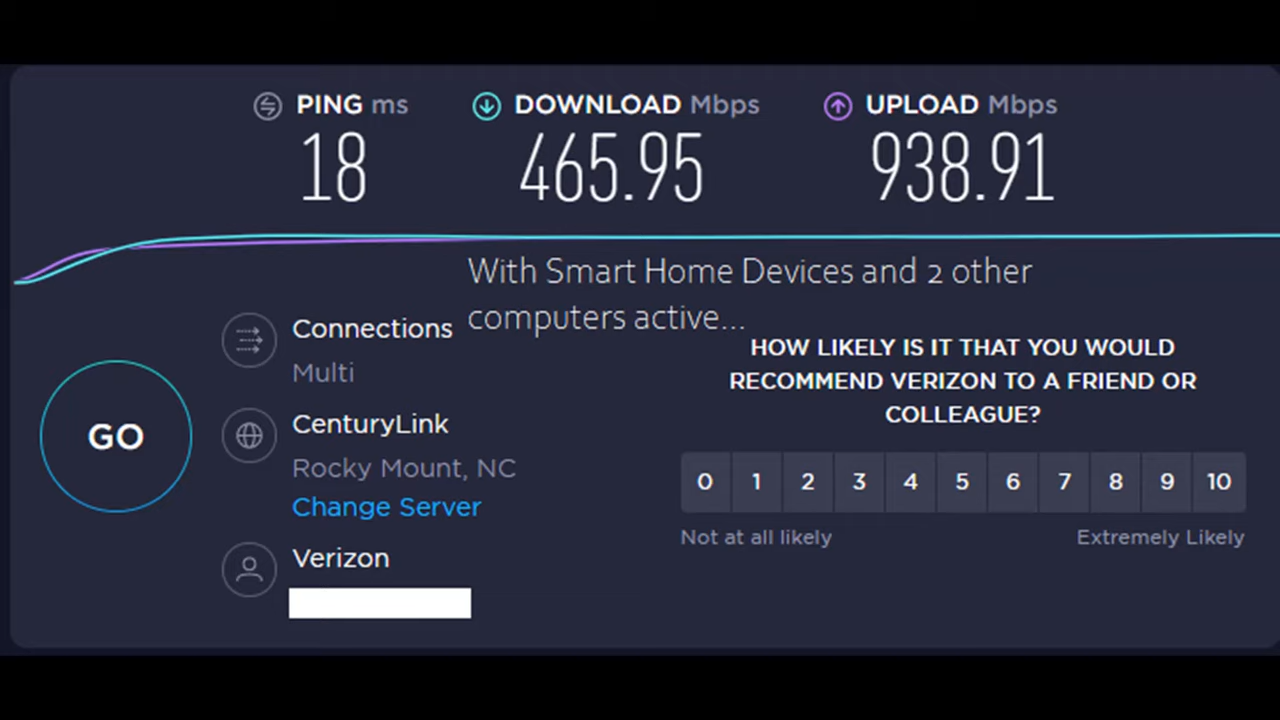 PING ms
18
DOWNLOAD Mbps
465.95
UPLOAD Mbps
938.91
With Smart Home Devices and 2 other
computers active...
Connections
Multi
GO
CenturyLink
Rocky Mount, NC
Change Server
Verizon
HOW LIKELY IS IT THAT YOU WOULD
RECOMMEND VERIZON TO A FRIEND OR
COLLEAGUE?
0 1 2 3 4 5 6 7 8 9 10
Not at all likely
Extremely Likely